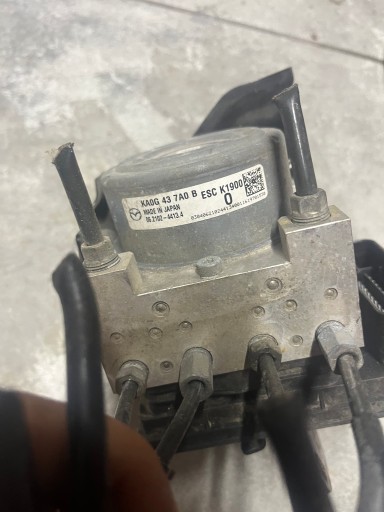 KA0G 43 7A0 B ESC K1900
MADE IN JAPAN 0
06.2102-4413.4